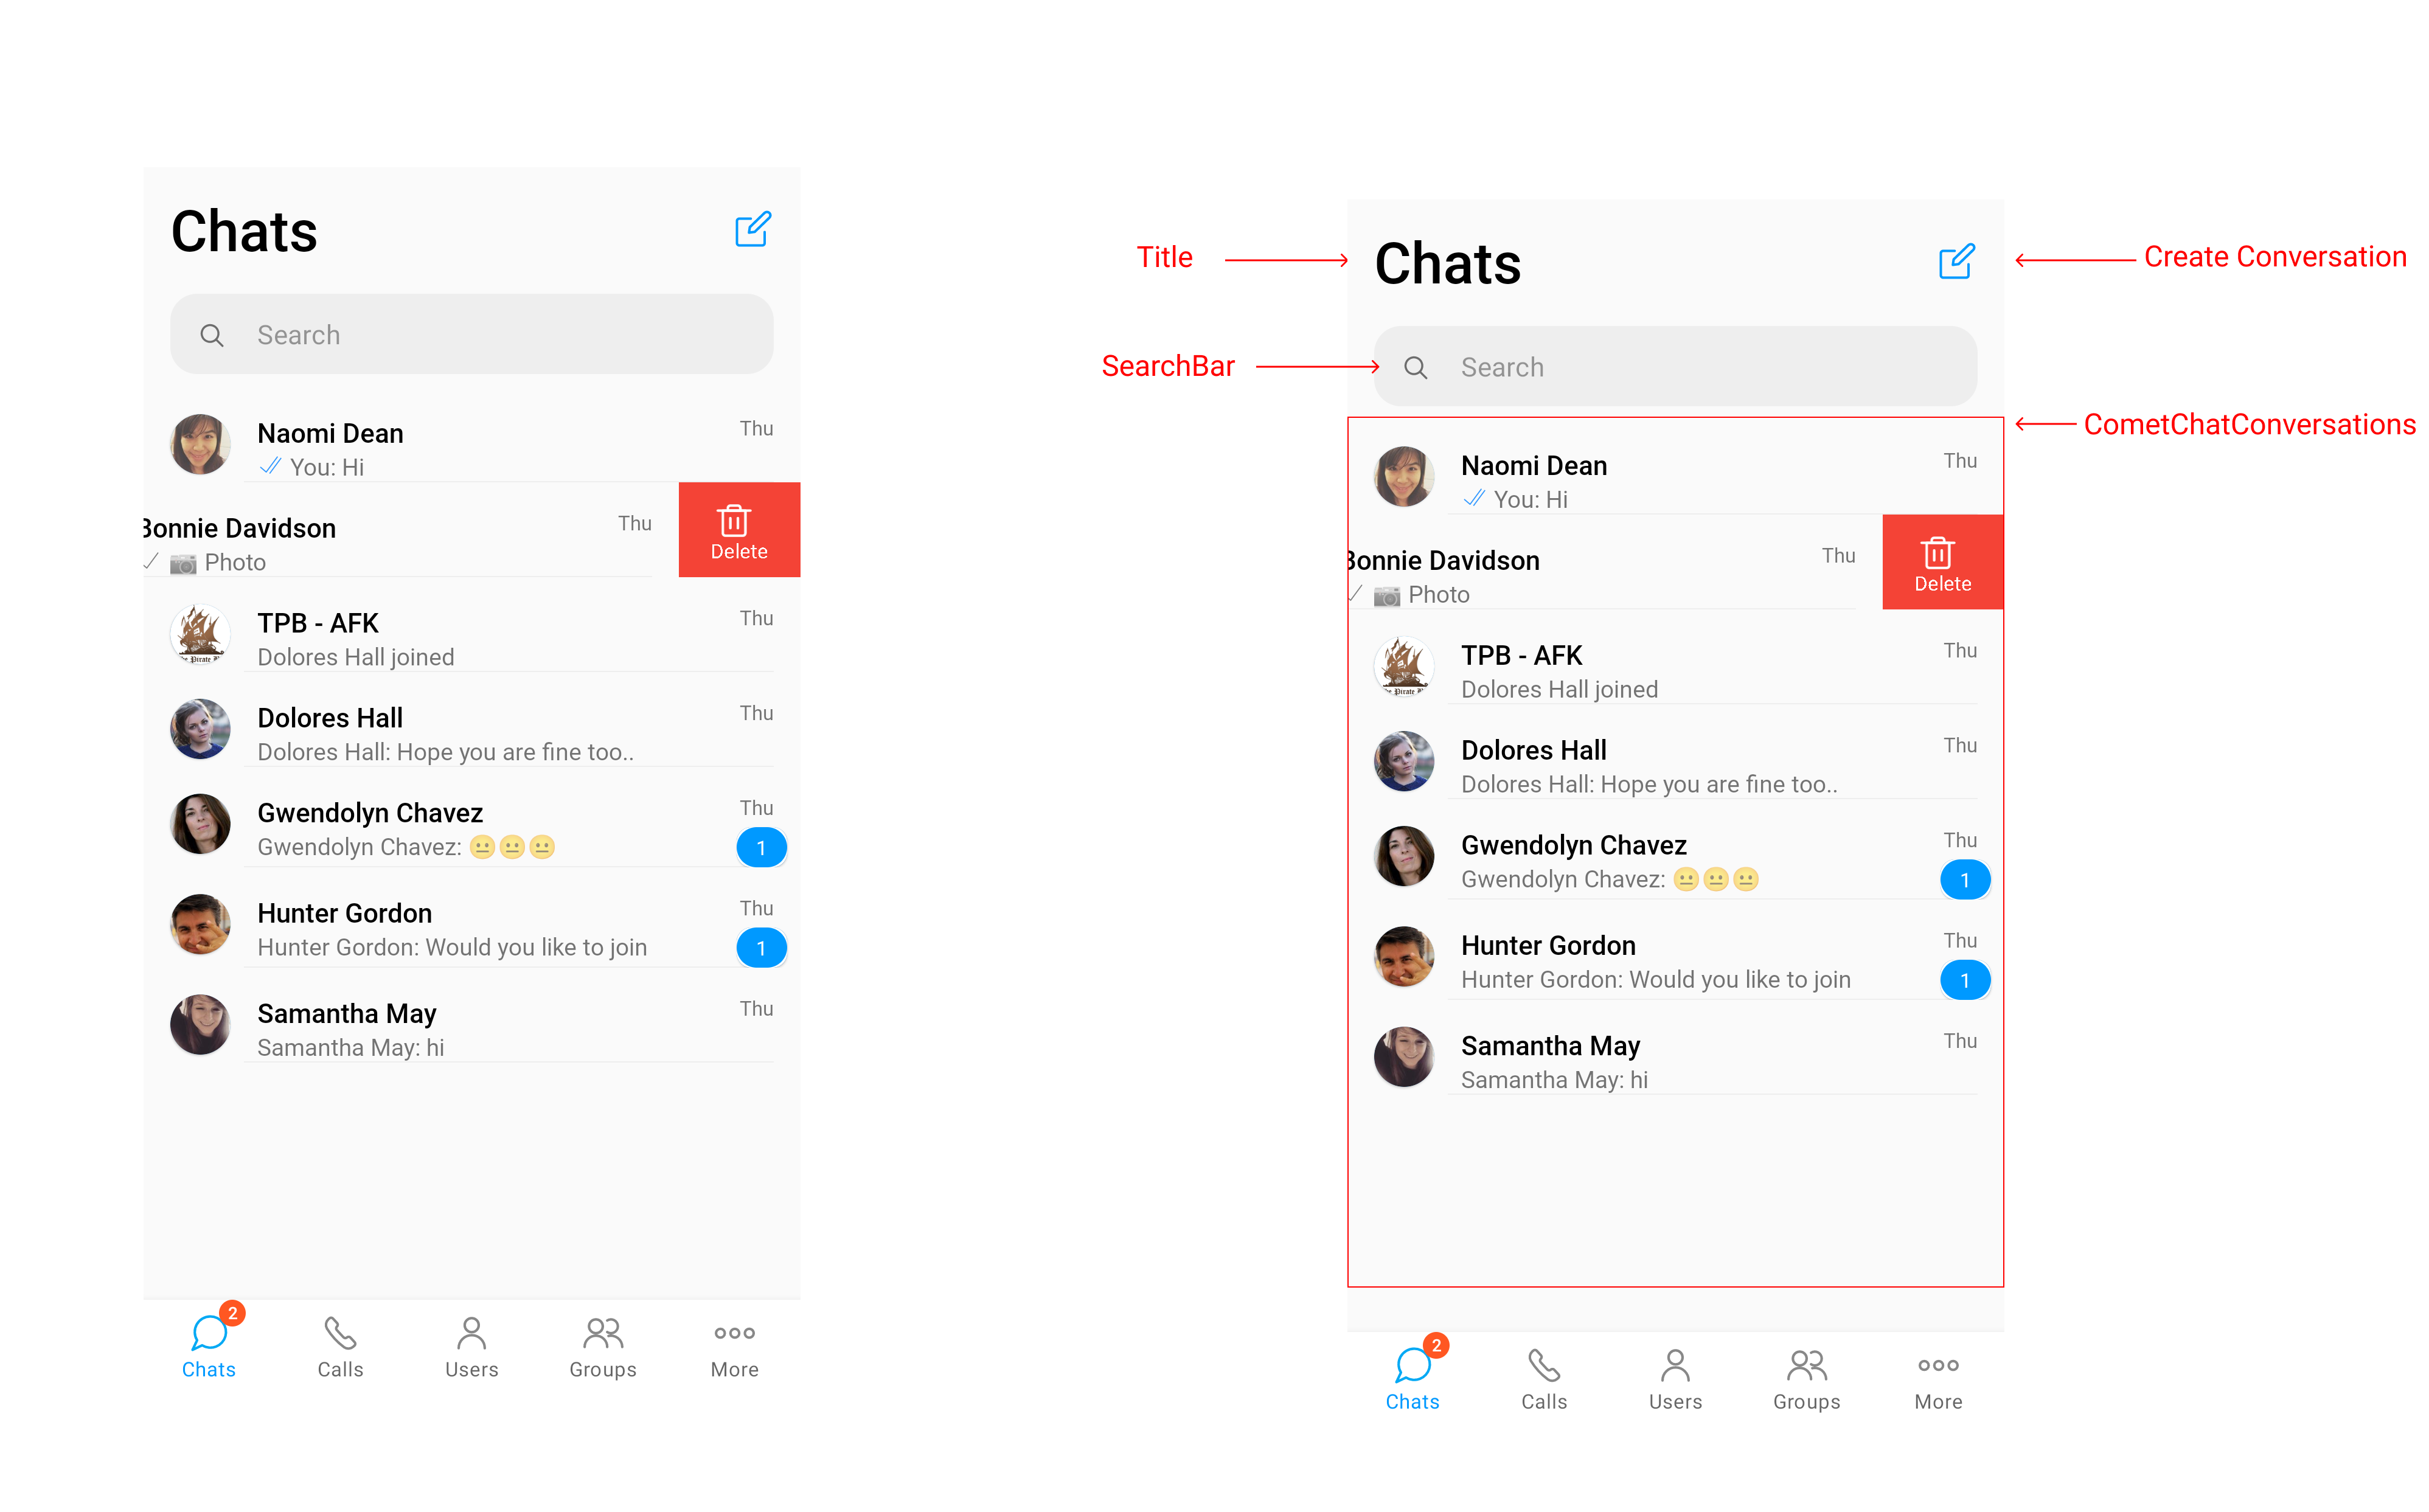 Chats
Search
Naomi Dean
Thu
You: Hi
Bonnie Davidson
Thu
Photo
Delete
TPB - AFK
Thu
Dolores Hall joined
Dolores Hall
Thu
Dolores Hall: Hope you are fine too..
Gwendolyn Chavez
Thu
Gwendolyn Chavez: 😐😐😐
1
Hunter Gordon
Thu
Hunter Gordon: Would you like to join
1
Samantha May
Thu
Samantha May: hi
2
Chats
Calls
Users
Groups
More
Title
Chats
Create Conversation
SearchBar
Search
CometChatConversations
Naomi Dean
Thu
You: Hi
Bonnie Davidson
Thu
Photo
Delete
TPB - AFK
Thu
Dolores Hall joined
Dolores Hall
Thu
Dolores Hall: Hope you are fine too..
Gwendolyn Chavez
Thu
Gwendolyn Chavez: 😐😐😐
1
Hunter Gordon
Thu
Hunter Gordon: Would you like to join
1
Samantha May
Thu
Samantha May: hi
2
Chats
Calls
Users
Groups
More